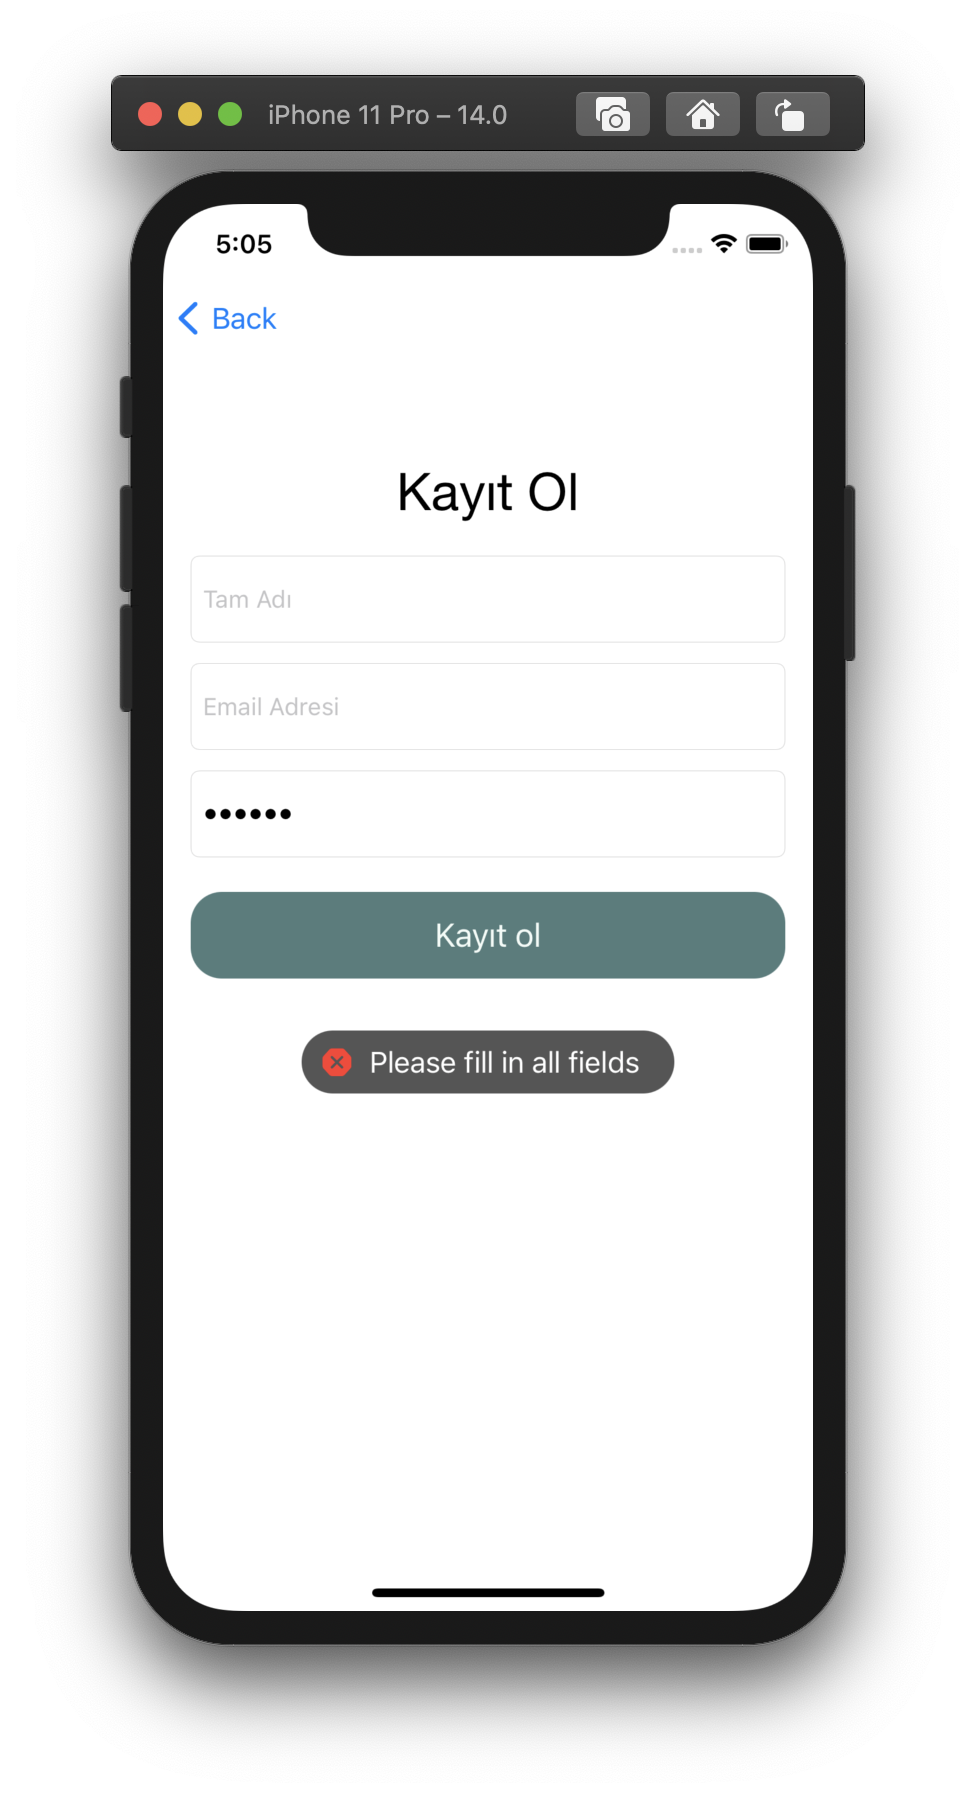 iPhone 11 Pro – 14.0
5:05
Back
Kayıt Ol
Tam Adı
Email Adresi
••••••
Kayıt ol
Please fill in all fields